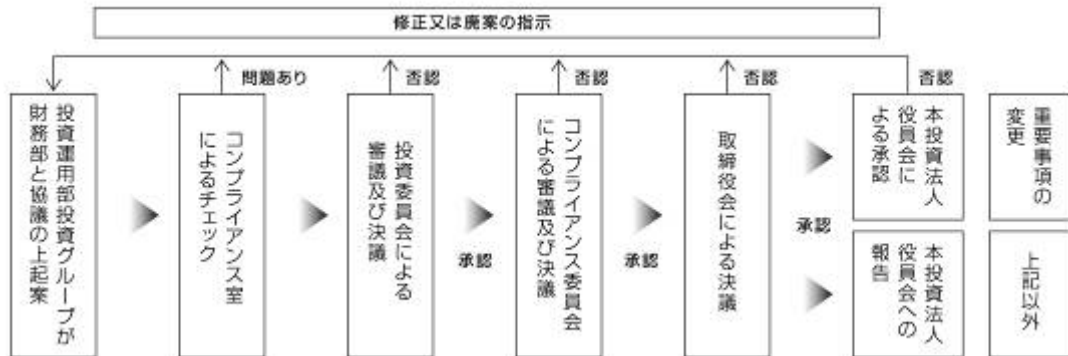 修正又は廃案の指示
問題あり
否認
否認
否認
否認
投資運用部投資グループが
財務部と協議の上起案
コンプライアンス室
によるチェック
投資委員会による
審議及び決議
コンプライアンス委員会
による審議及び決議
取締役会による決議
本投資法人
役員会に
よる承認
重要事項の
変更
承認
承認
承認
本投資法人
役員会への
報告
上記以外